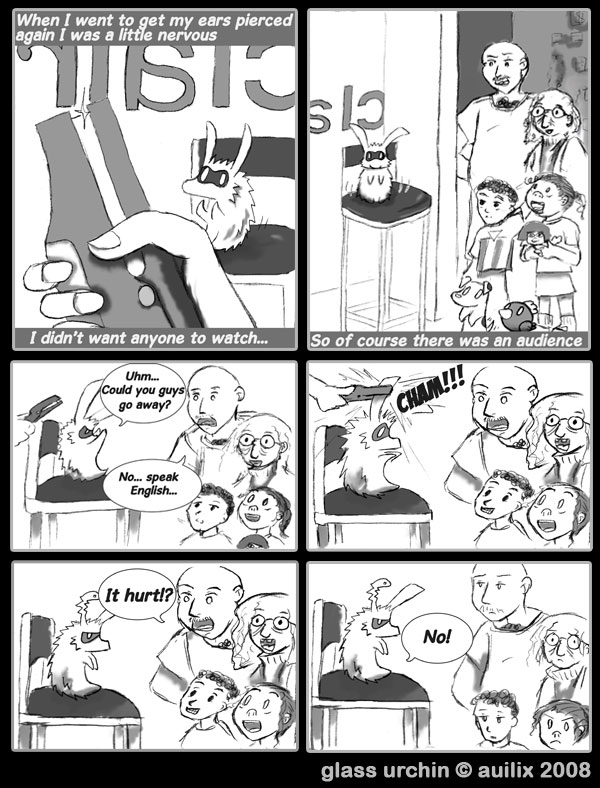 When I went to get my ears pierced
again I was a little nervous
I didn't want anyone to watch...
So of course there was an audience
Uhm...
Could you guys
go away?
No... speak
English...
CHAM!!!
It hurt!?
No!
glass urchin © auilix 2008